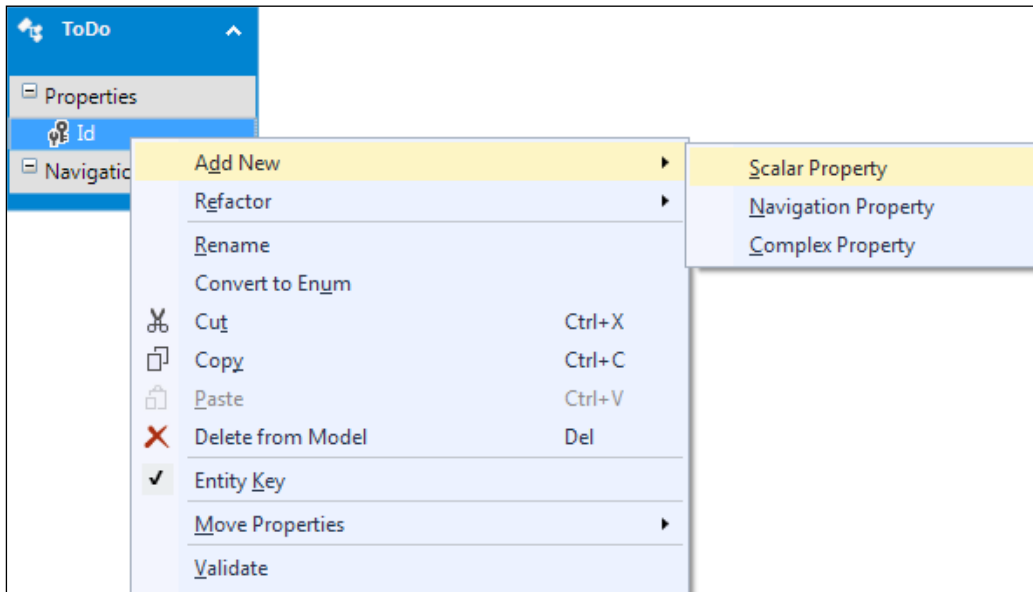 ToDo
Properties
Id
Navigatic
Add New
Scalar Property
Refactor
Navigation Property
Rename
Complex Property
Convert to Enum
Cut Ctrl+X
Copy Ctrl+C
Paste Ctrl+V
Delete from Model Del
Entity Key
Move Properties
Validate